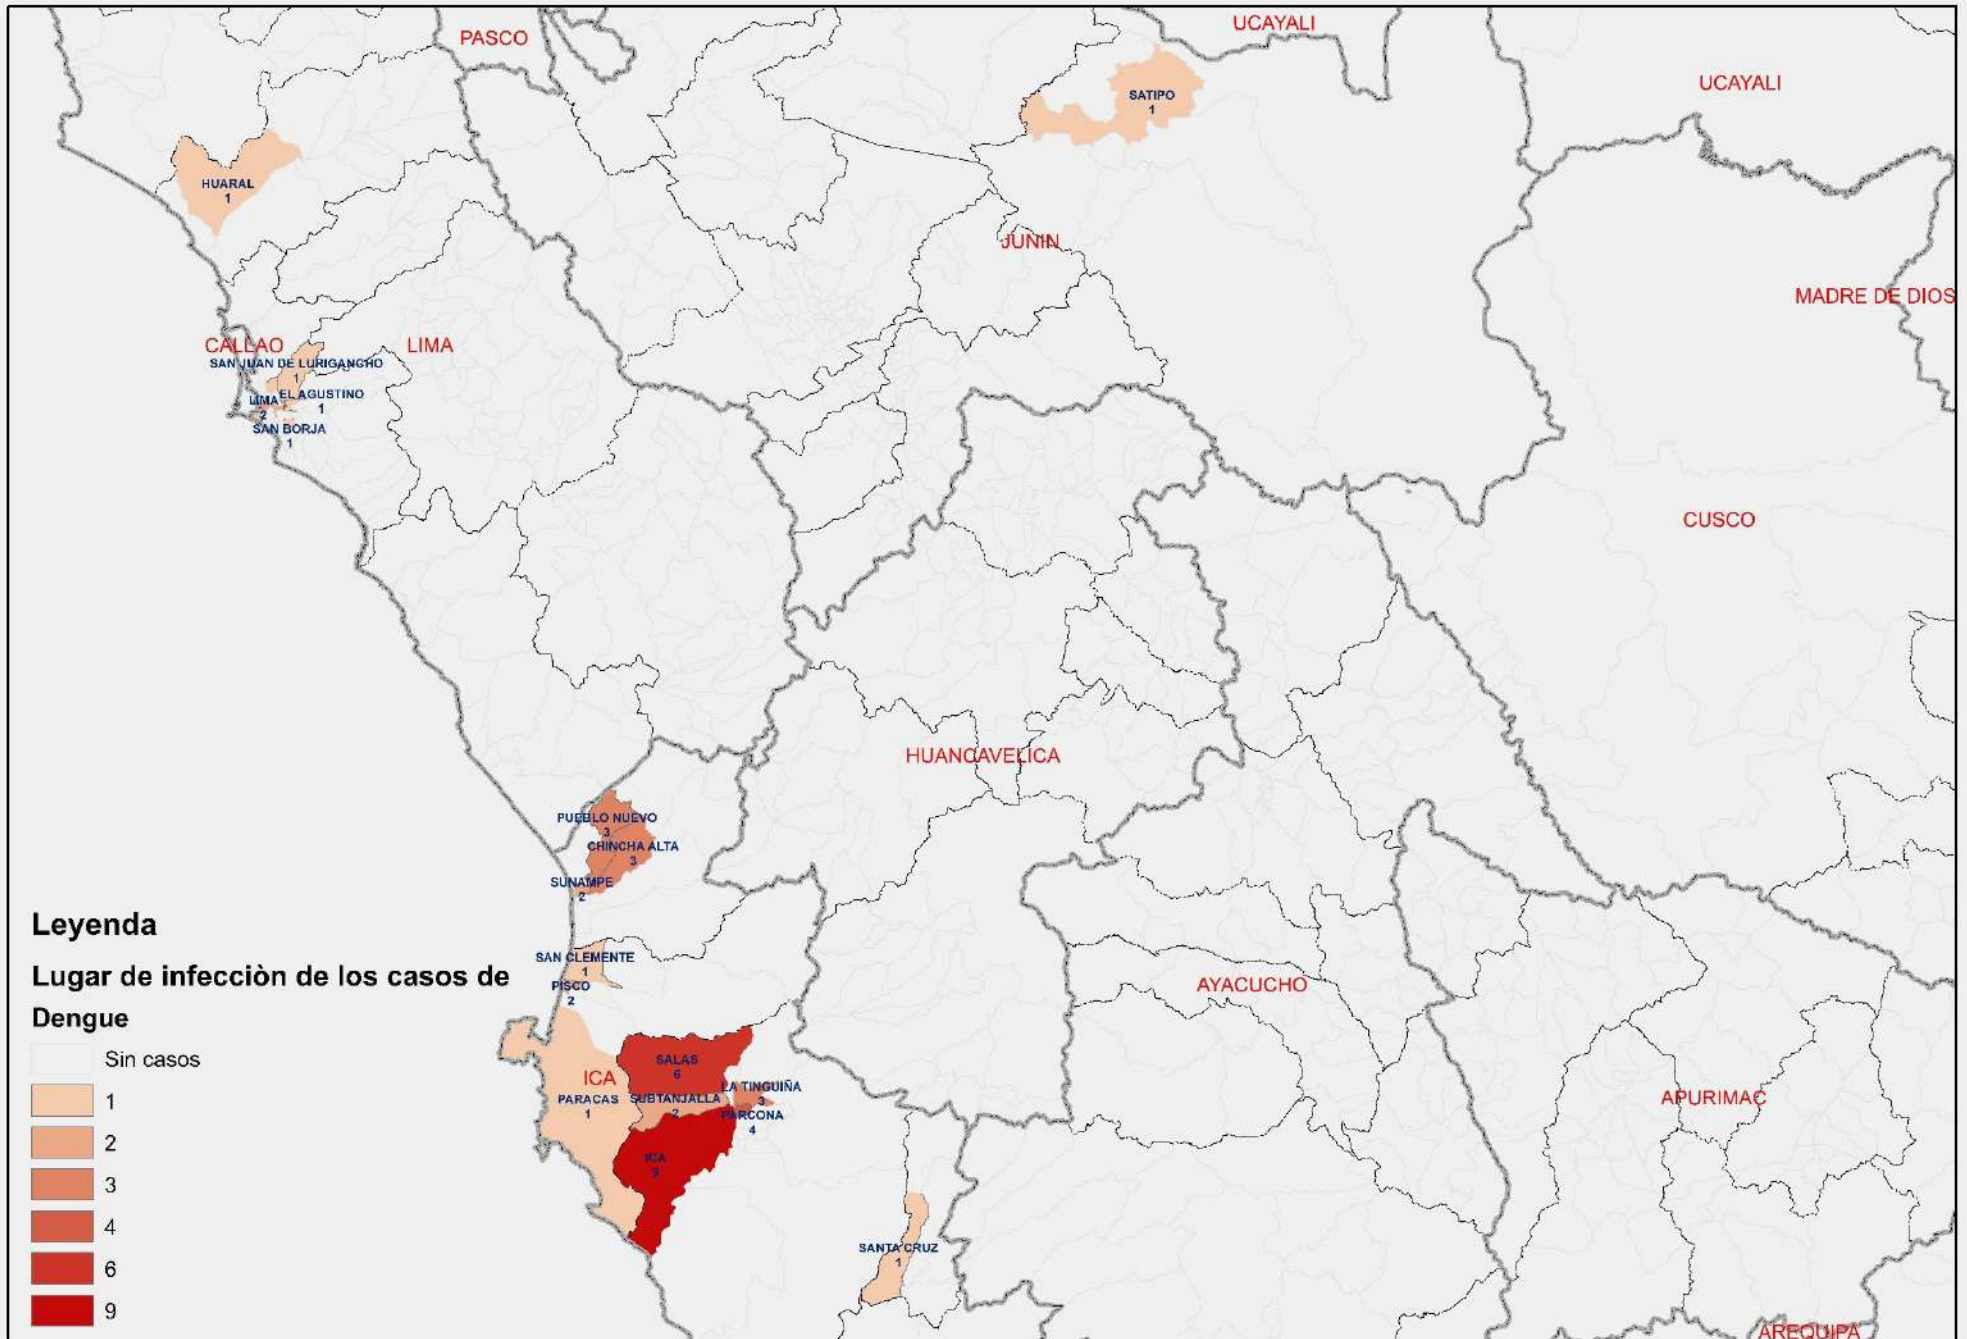 PASCO
UCAYALI
UCAYALI
SATIPO
1
HUARAL
1
JUNIN
MADRE DE DIOS
CALLAO
LIMA
SAN JUAN DE LURIGANCHO
1
EL AGUSTINO
1
LIMA
2
SAN BORJA
1
CUSCO
HUANCAVELICA
PUEBLO NUEVO
3
CHINCHA ALTA
3
SUNAMPE
2
SAN CLEMENTE
1
PISCO
2
AYACUCHO
SALAS
6
ICA
PARACAS
1
SUBTANJALLA
2
LA TINGUIÑA
3
PARCONA
4
APURIMAC
ICA
9
SANTA CRUZ
1
AREQUIPA
Leyenda
Lugar de infecciòn de los casos de
Dengue
Sin casos
1
2
3
4
6
9